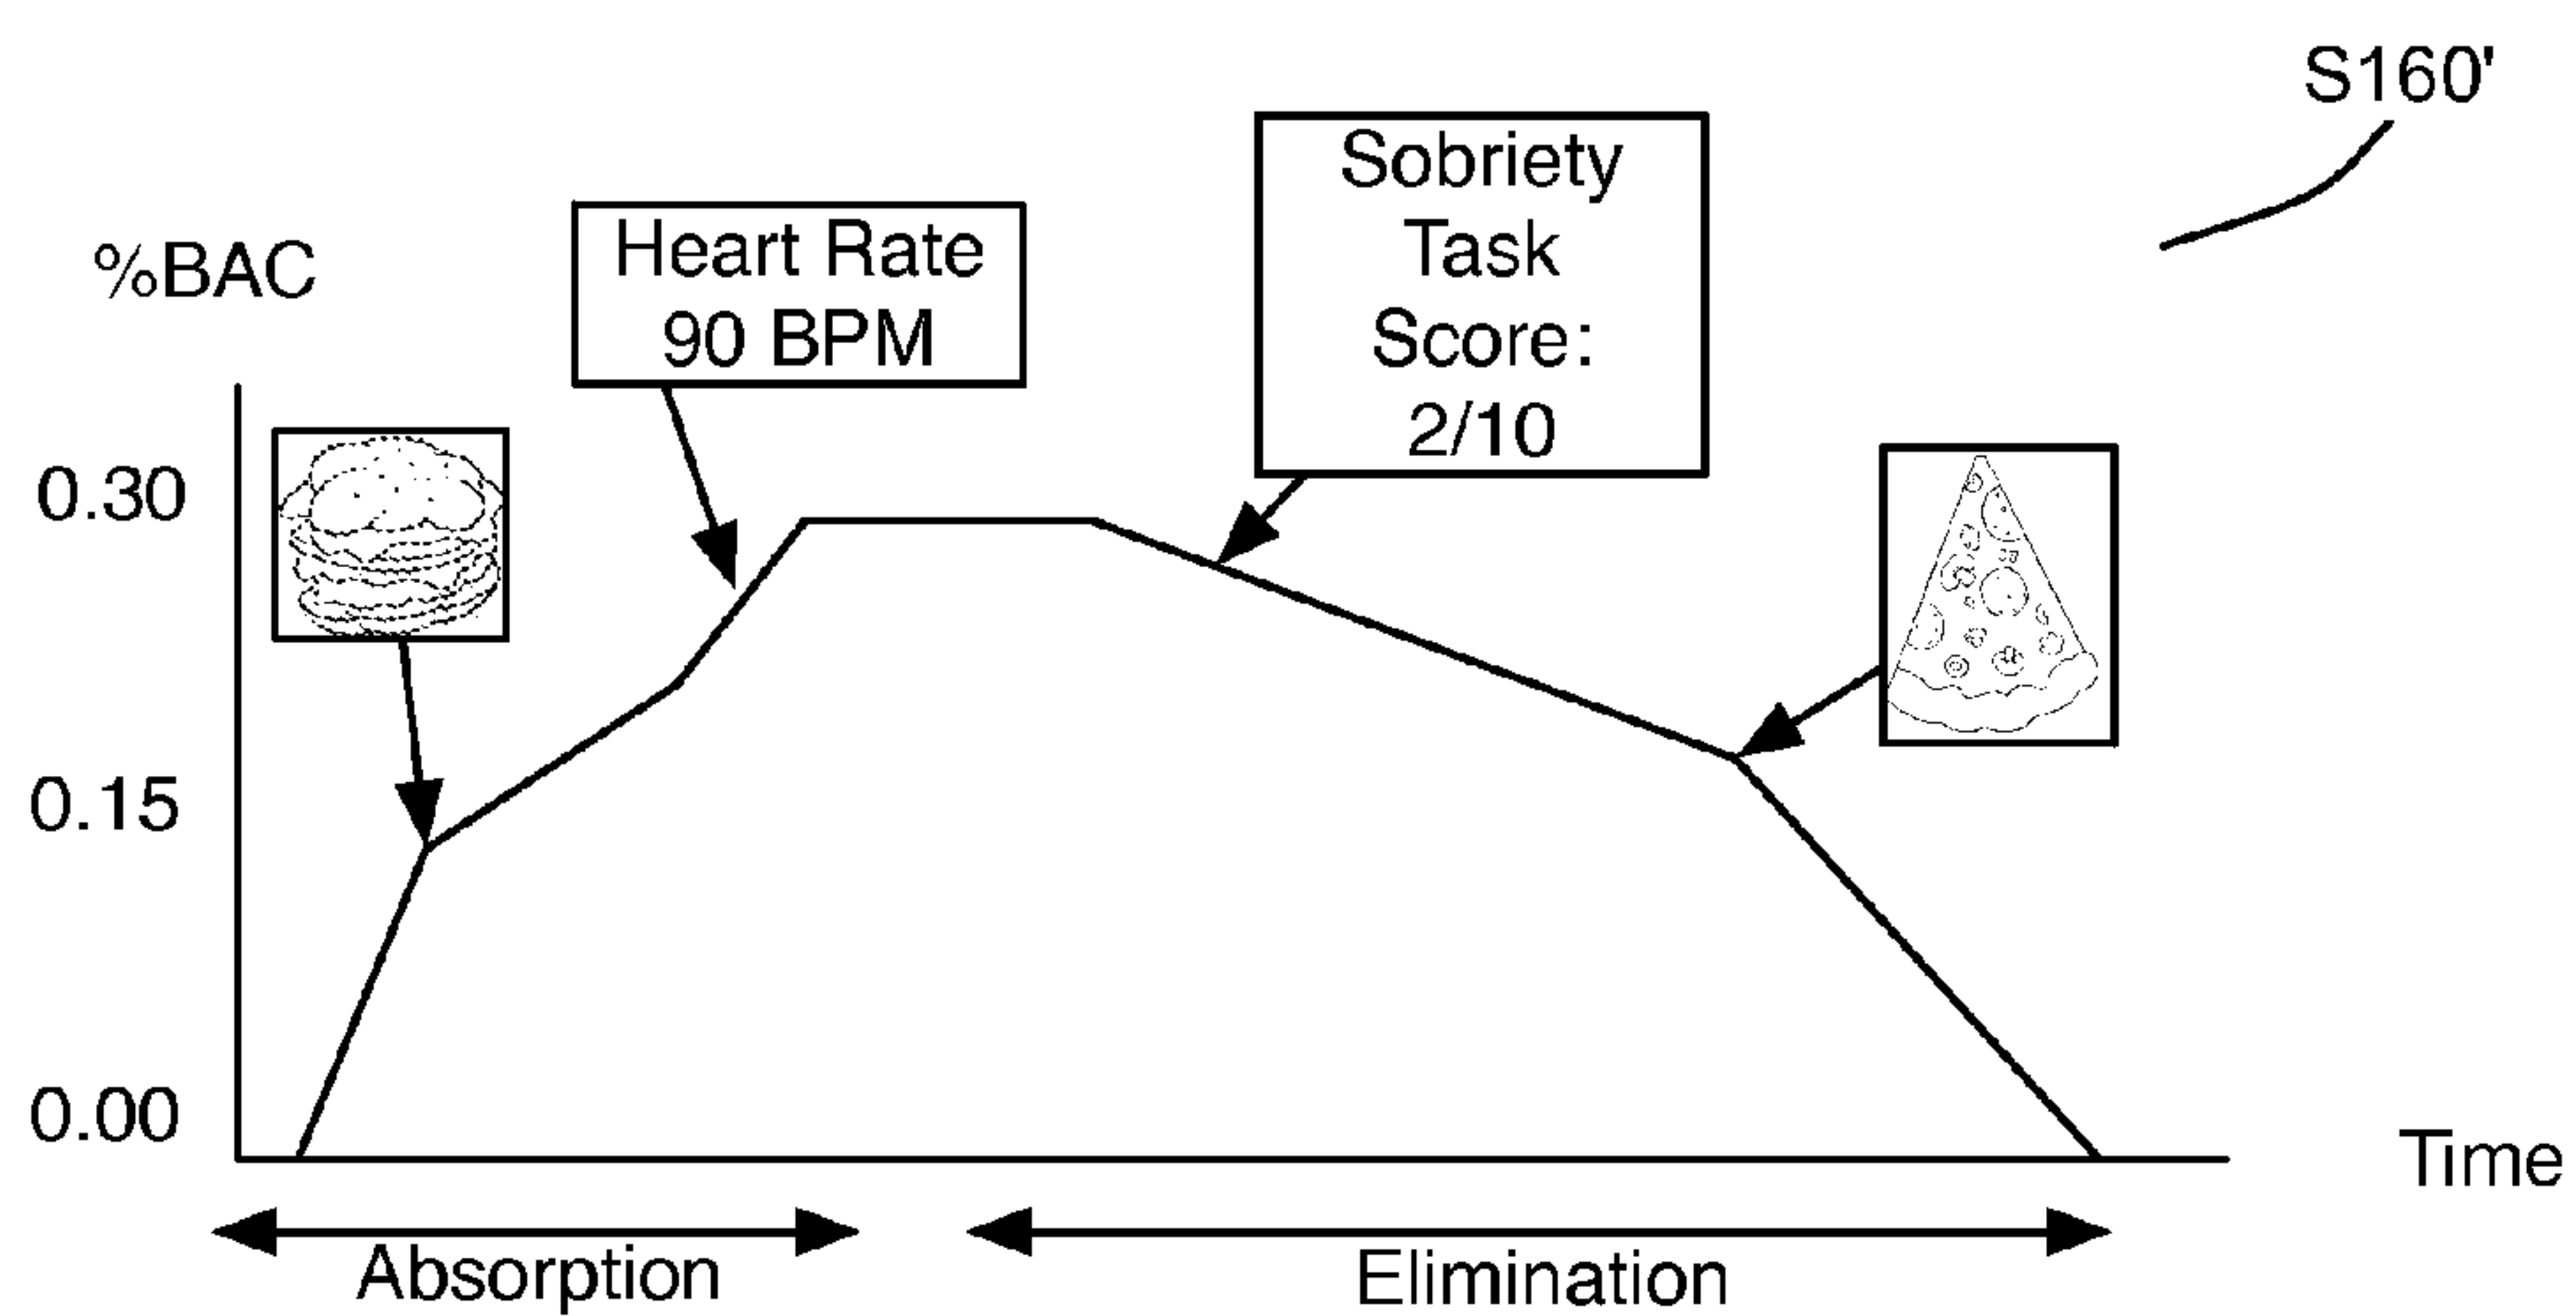 S160'
%BAC
Heart Rate
90 BPM
Sobriety
Task
Score:
2/10
0.30
0.15
0.00
Time
Absorption
Elimination